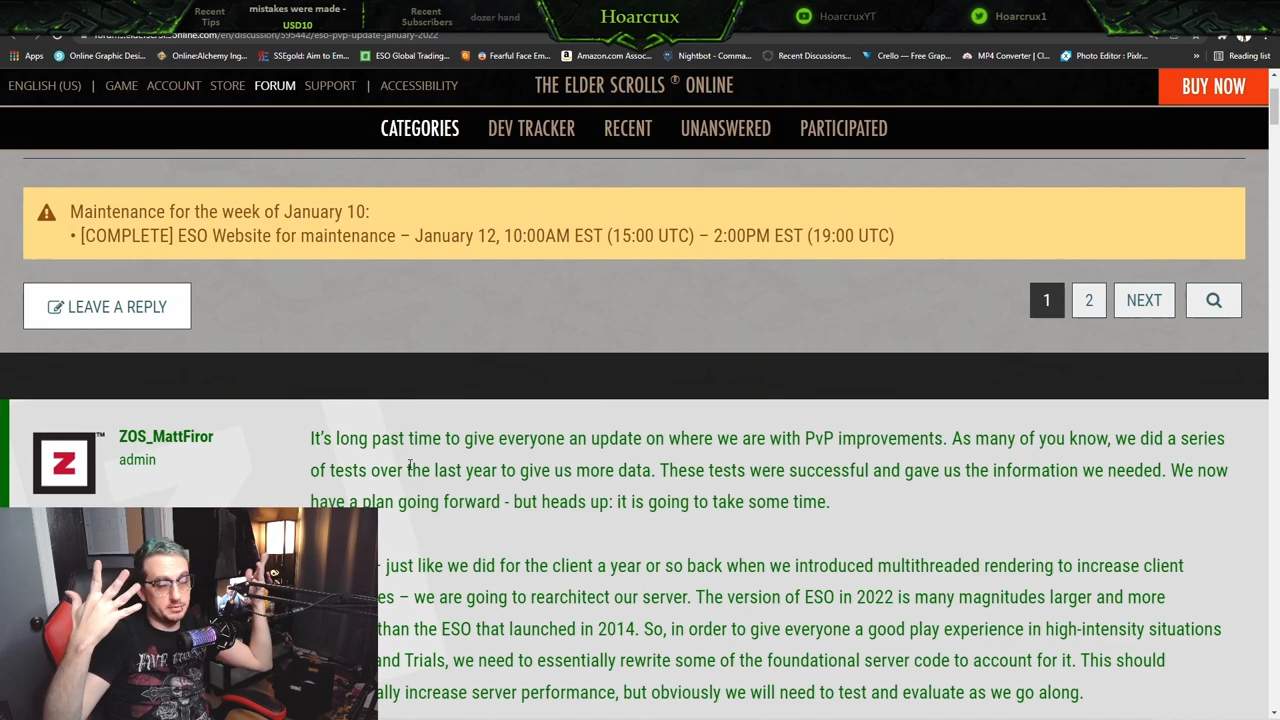 Recent
Tips
mistakes were made -
USD10
Recent
Subscribers
dozer hand
Hoarcrux
HoarcruxYT
Hoarcrux1
online.com/en/discussion/595442/eso-pvp-update-january-2022
Apps
Online Graphic Desi...
OnlineAlchemy Ing...
SSEgold: Aim to Em...
ESO Global Trading...
Fearful Face Em...
Amazon.com Assoc...
Nightbot - Comma...
Recent Discussions...
Crello — Free Grap...
MP4 Converter | Cl...
Photo Editor : Pixlr...
»
Reading list
ENGLISH (US) | GAME ACCOUNT STORE FORUM SUPPORT | ACCESSIBILITY
THE ELDER SCROLLS ® ONLINE
BUY NOW
CATEGORIES DEV TRACKER RECENT UNANSWERED PARTICIPATED
Maintenance for the week of January 10:
• [COMPLETE] ESO Website for maintenance – January 12, 10:00AM EST (15:00 UTC) – 2:00PM EST (19:00 UTC)
LEAVE A REPLY
1 2 NEXT
ZOS_MattFiror
admin
It's long past time to give everyone an update on where we are with PvP improvements. As many of you know, we did a series
of tests over the last year to give us more data. These tests were successful and gave us the information we needed. We now
have a plan going forward - but heads up: it is going to take some time.
- just like we did for the client a year or so back when we introduced multithreaded rendering to increase client
– we are going to rearchitect our server. The version of ESO in 2022 is many magnitudes larger and more
than the ESO that launched in 2014. So, in order to give everyone a good play experience in high-intensity situations
and Trials, we need to essentially rewrite some of the foundational server code to account for it. This should
increase server performance, but obviously we will need to test and evaluate as we go along.